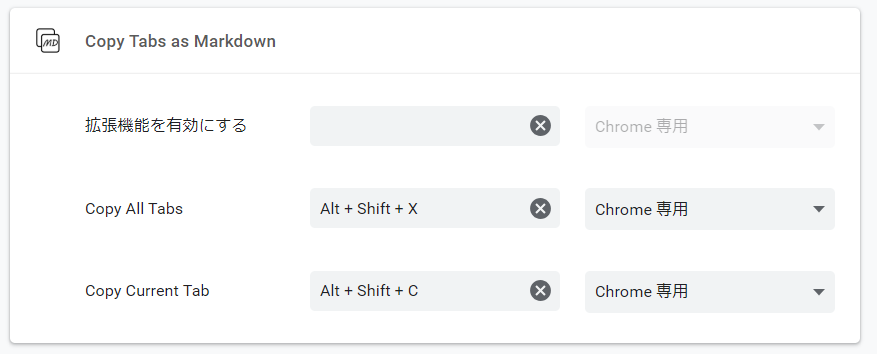 MD
Copy Tabs as Markdown
拡張機能を有効にする Chrome 専用
Copy All Tabs Alt + Shift + X Chrome 専用
Copy Current Tab Alt + Shift + C Chrome 専用